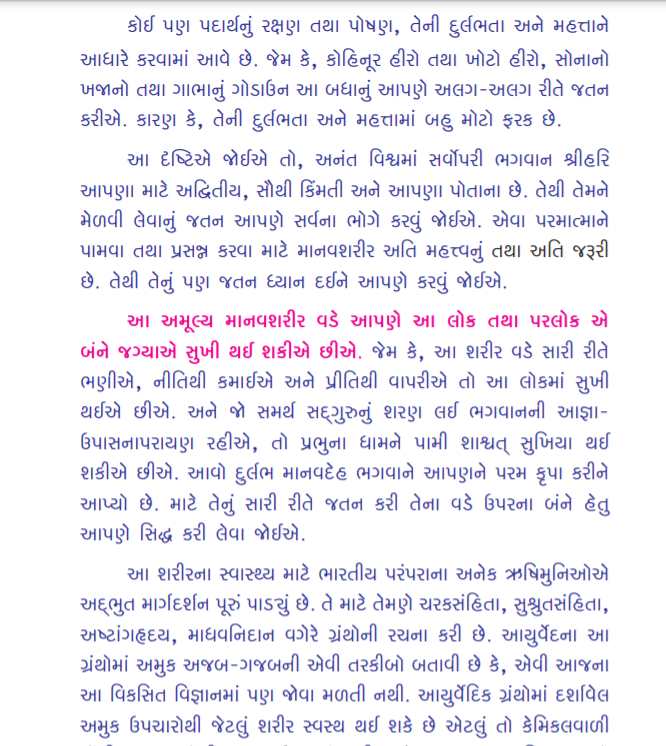 કોઈ પણ પદાર્થનું રક્ષણ તથા પોષણ, તેની દુર્લભતા અને મહત્તાને
આધારે કરવામાં આવે છે. જેમ કે, કોહિનૂર હીરો તથા ખોટો હીરો, સોનાનો
ખજાનો તથા ગાભાનું ગોડાઉન આ બધાનું આપણે અલગ-અલગ રીતે જતન
કરીએ. કારણ કે, તેની દુર્લભતા અને મહત્તામાં બહુ મોટો ફરક છે.
આ દૃષ્ટિએ જોઈએ તો, અનંત વિશ્વમાં સર્વોપરી ભગવાન શ્રીહરિ
આપણા માટે અદ્વિતીય, સૌથી કિંમતી અને આપણા પોતાના છે. તેથી તેમને
મેળવી લેવાનું જતન આપણે સર્વના ભોગે કરવું જોઈએ. એવા પરમાત્માને
પામવા તથા પ્રસન્ન કરવા માટે માનવશરીર અતિ મહત્ત્વનું તથા અતિ જરૂરી
છે. તેથી તેનું પણ જતન ધ્યાન દઈને આપણે કરવું જોઈએ.
આ અમૂલ્ય માનવશરીર વડે આપણે આ લોક તથા પરલોક એ
બંને જગ્યાએ સુખી થઈ શકીએ છીએ. જેમ કે, આ શરીર વડે સારી રીતે
ભણીએ, નીતિથી કમાઈએ અને પ્રીતિથી વાપરીએ તો આ લોકમાં સુખી
થઈએ છીએ. અને જો સમર્થ સદ્‌ગુરુનું શરણ લઈ ભગવાનની આજ્ઞા-
ઉપાસનાપરાયણ રહીએ, તો પ્રભુના ધામને પામી શાશ્વત્ સુખિયા થઈ
શકીએ છીએ. આવો દુર્લભ માનવદેહ ભગવાને આપણને પરમ કૃપા કરીને
આપ્યો છે. માટે તેનું સારી રીતે જતન કરી તેના વડે ઉપરના બંને હેતુ
આપણે સિદ્ધ કરી લેવા જોઈએ.
આ શરીરના સ્વાસ્થ્ય માટે ભારતીય પરંપરાના અનેક ઋષિમુનિઓએ
અદ્‌ભુત માર્ગદર્શન પૂરું પાડ્યું છે. તે માટે તેમણે ચરકસંહિતા, સુશ્રુતસંહિતા,
અષ્ટાંગહૃદય, માધવનિદાન વગેરે ગ્રંથોની રચના કરી છે. આયુર્વેદના આ
ગ્રંથોમાં અમુક અજબ-ગજબની એવી તરકીબો બતાવી છે કે, એવી આજના
આ વિકસિત વિજ્ઞાનમાં પણ જોવા મળતી નથી. આયુર્વેદિક ગ્રંથોમાં દર્શાવેલ
અમુક ઉપચારોથી જેટલું શરીર સ્વસ્થ થઈ શકે છે એટલું તો કેમિકલવાળી